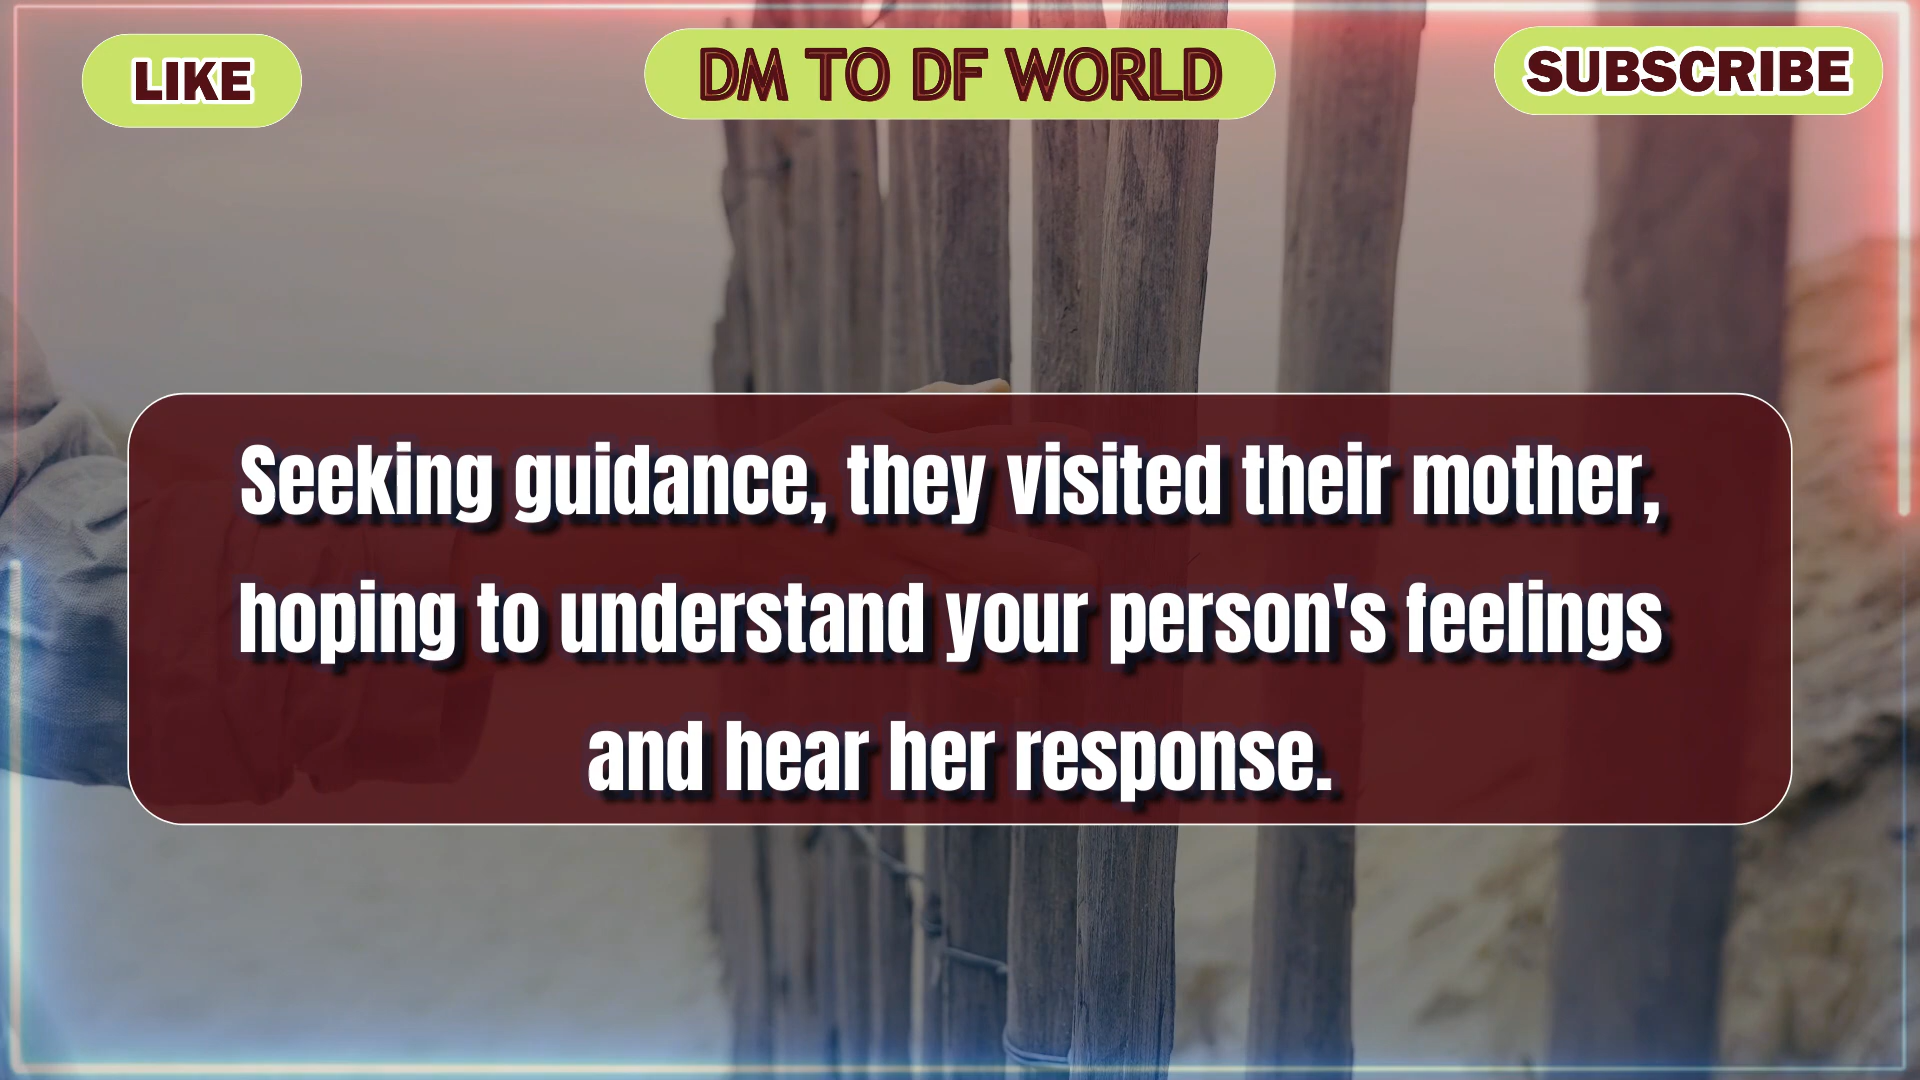 LIKE
DM TO DF WORLD
SUBSCRIBE
Seeking guidance, they visited their mother,
hoping to understand your person's feelings
and hear her response.